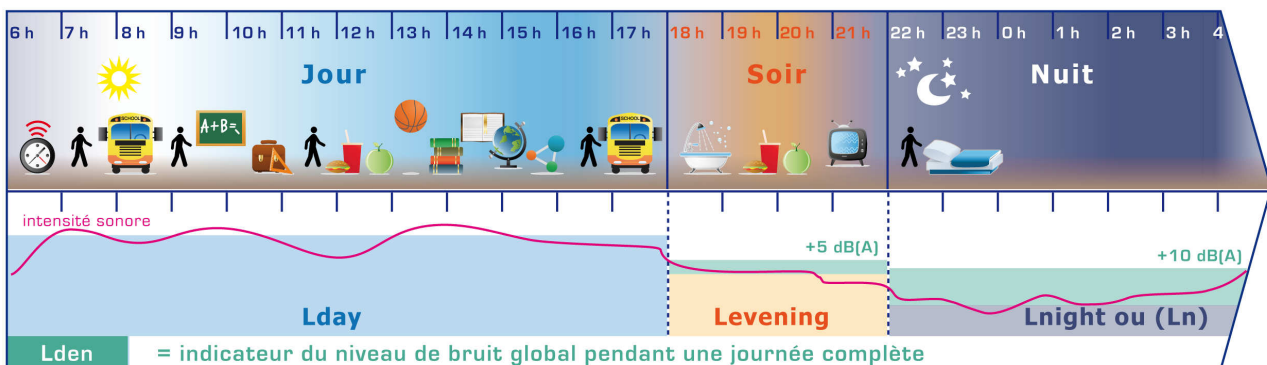 6 h 7 h 8 h 9 h 10 h 11 h 12 h 13 h 14 h 15 h 16 h 17 h 18 h 19 h 20 h 21 h 22 h 23 h 0 h 1 h 2 h 3 h 4
Jour Soir Nuit
SCHOOL SCHOOL
A+B=
intensité sonore
+5 dB(A) +10 dB(A)
Lday Levening Lnight ou (Ln)
Lden = indicateur du niveau de bruit global pendant une journée complète